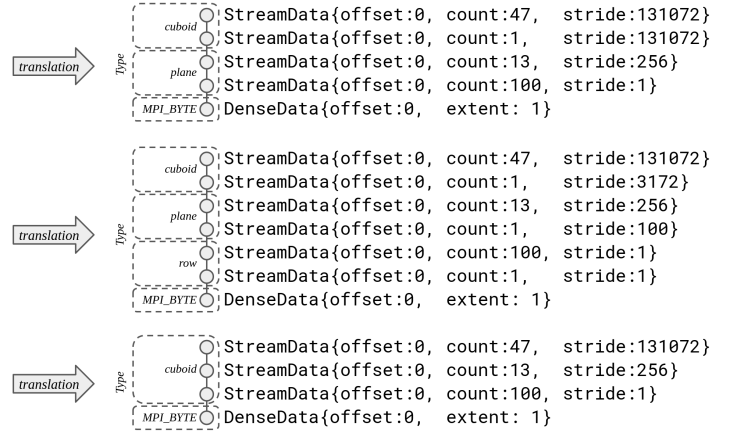 cuboid StreamData{offset:0, count:47, stride:131072}
StreamData{offset:0, count:1, stride:131072}
translation Type plane StreamData{offset:0, count:13, stride:256}
StreamData{offset:0, count:100, stride:1}
MPI_BYTE DenseData{offset:0, extent: 1}
cuboid StreamData{offset:0, count:47, stride:131072}
StreamData{offset:0, count:1, stride:3172}
plane StreamData{offset:0, count:13, stride:256}
translation Type StreamData{offset:0, count:1, stride:100}
row StreamData{offset:0, count:100, stride:1}
StreamData{offset:0, count:1, stride:1}
MPI_BYTE DenseData{offset:0, extent: 1}
StreamData{offset:0, count:47, stride:131072}
translation Type cuboid StreamData{offset:0, count:13, stride:256}
StreamData{offset:0, count:100, stride:1}
MPI_BYTE DenseData{offset:0, extent: 1}